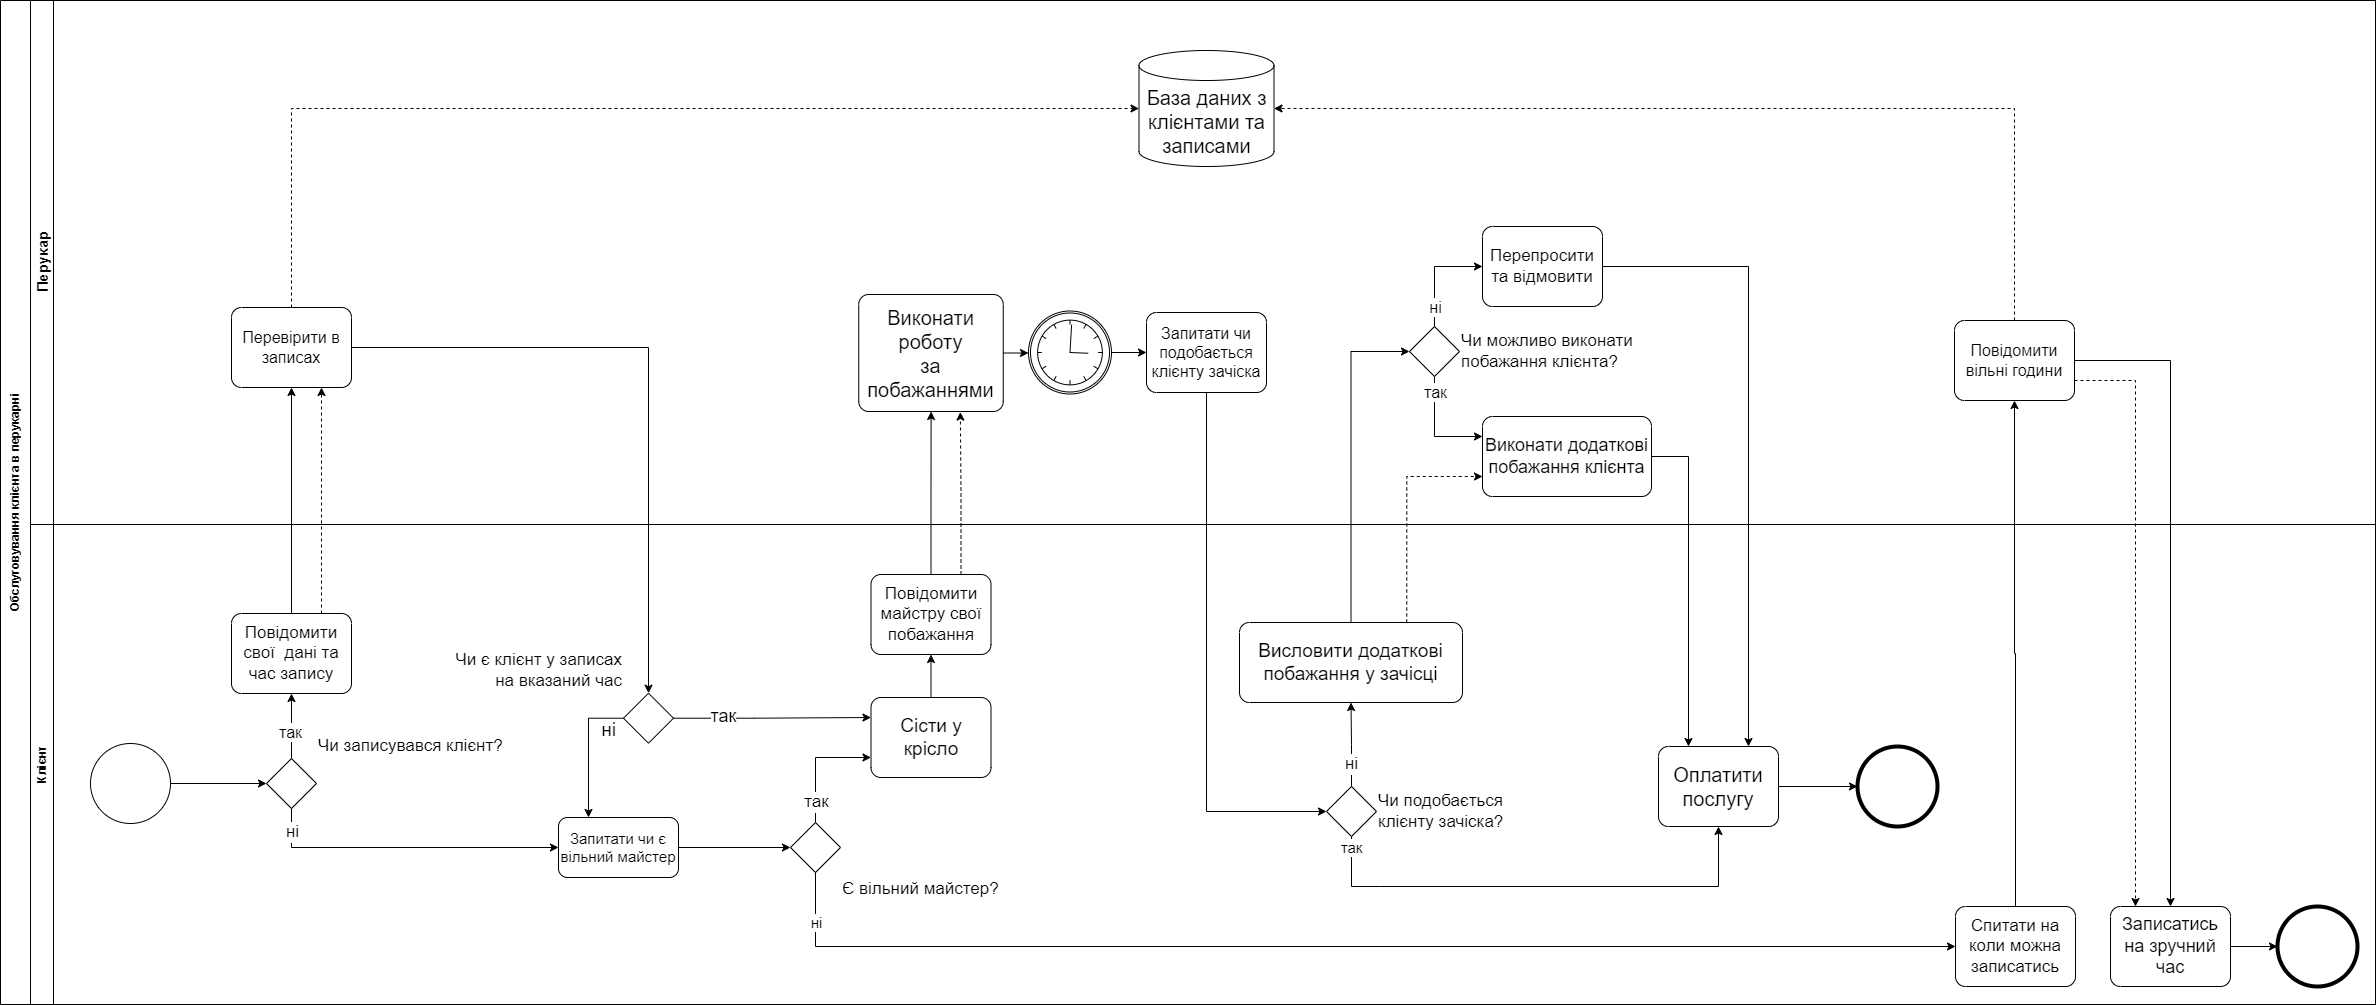 Обслуговування клієнта в перукарні
Перукар
Клієнт
База даних з
клієнтами та
записами
Перевірити в
записах
Виконати
роботу
за
побажаннями
Запитати чи
подобається
клієнту зачіска
Перепросити
та відмовити
ні
Чи можливо виконати
побажання клієнта?
так
Виконати додаткові
побажання клієнта
Повідомити
вільні години
Повідомити
свої  дані та
час запису
так
Чи записувався клієнт?
ні
Чи є клієнт у записах
на вказаний час
ні
так
Запитати чи є
вільний майстер
так
Є вільний майстер?
ні
Повідомити
майстру свої
побажання
Сісти у
крісло
Висловити додаткові
побажання у зачісці
ні
Чи подобається
клієнту зачіска?
так
Оплатити
послугу
Спитати на
коли можна
записатись
Записатись
на зручний
час